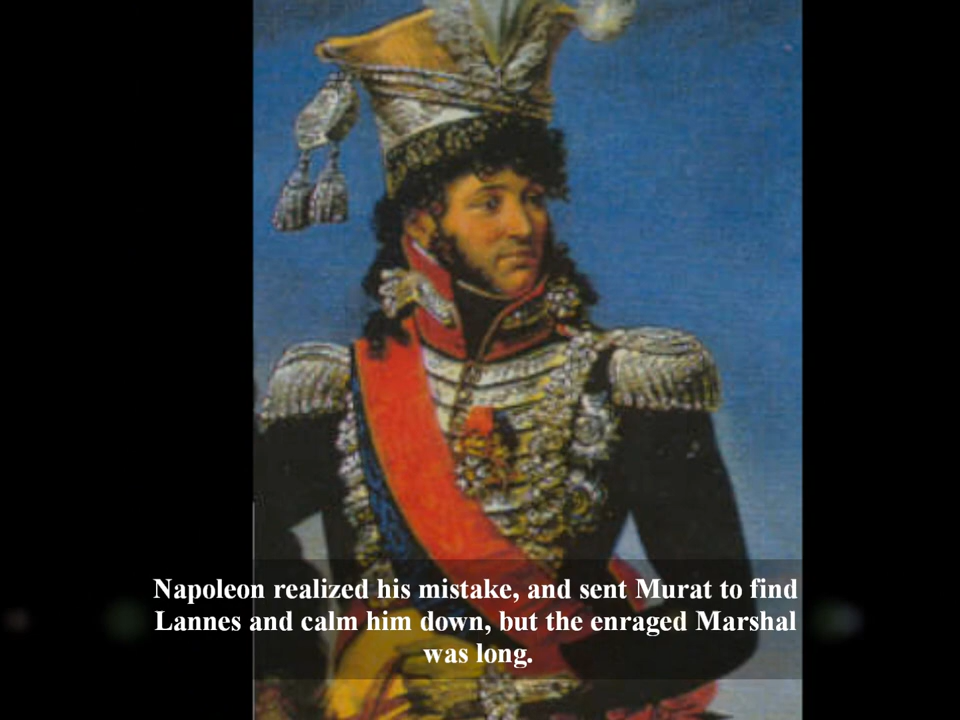 Napoleon realized his mistake, and sent Murat to find
Lannes and calm him down, but the enraged Marshal
was long.